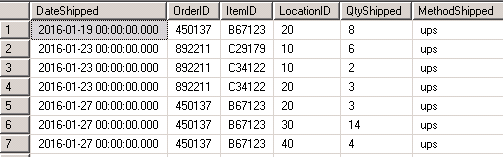 DateShipped OrderID ItemID LocationID QtyShipped MethodShipped
1 2016-01-19 00:00:00.000 450137 B67123 20 8 ups
2 2016-01-23 00:00:00.000 892211 C29179 10 6 ups
3 2016-01-23 00:00:00.000 892211 C34122 10 2 ups
4 2016-01-23 00:00:00.000 892211 C34122 20 3 ups
5 2016-01-27 00:00:00.000 450137 B67123 20 3 ups
6 2016-01-27 00:00:00.000 450137 B67123 30 14 ups
7 2016-01-27 00:00:00.000 450137 B67123 40 4 ups